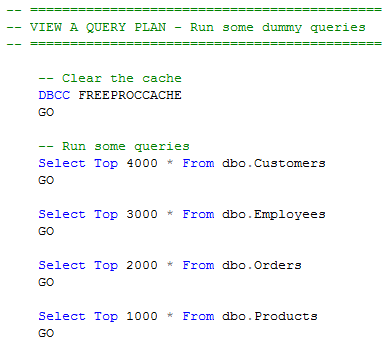 -- ============================================
-- VIEW A QUERY PLAN - Run some dummy queries
-- ============================================
-- Clear the cache
DBCC FREEPROCCACHE
GO
-- Run some queries
Select Top 4000 * From dbo.Customers
GO
Select Top 3000 * From dbo.Employees
GO
Select Top 2000 * From dbo.Orders
GO
Select Top 1000 * From dbo.Products
GO